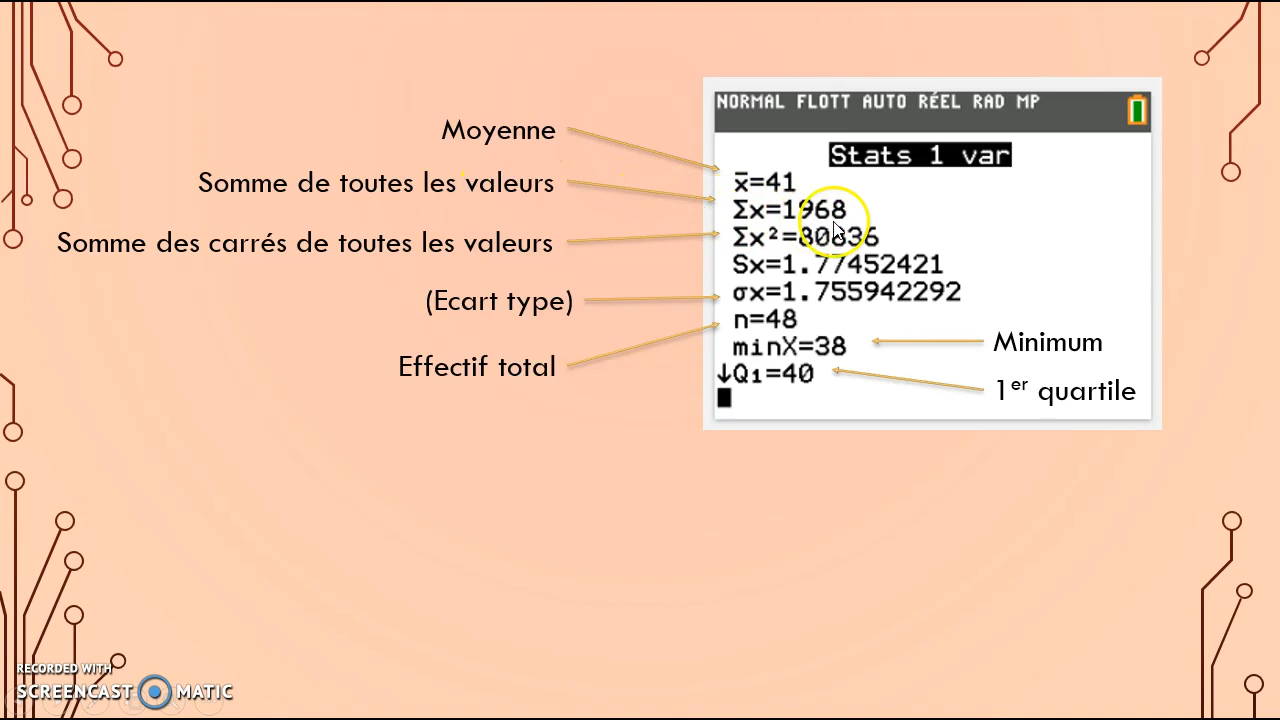 Moyenne
Somme de toutes les valeurs
Somme des carrés de toutes les valeurs
(Ecart type)
Effectif total
NORMAL FLOTT AUTO RÉEL RAD MP
Stats 1 var
x̄=41
Σx=1968
Σx²=80836
Sx=1.77452421
σx=1.755942292
n=48
minX=38
↓Q₁=40
Minimum
1er quartile
RECORDED WITH
SCREENCAST MATIC